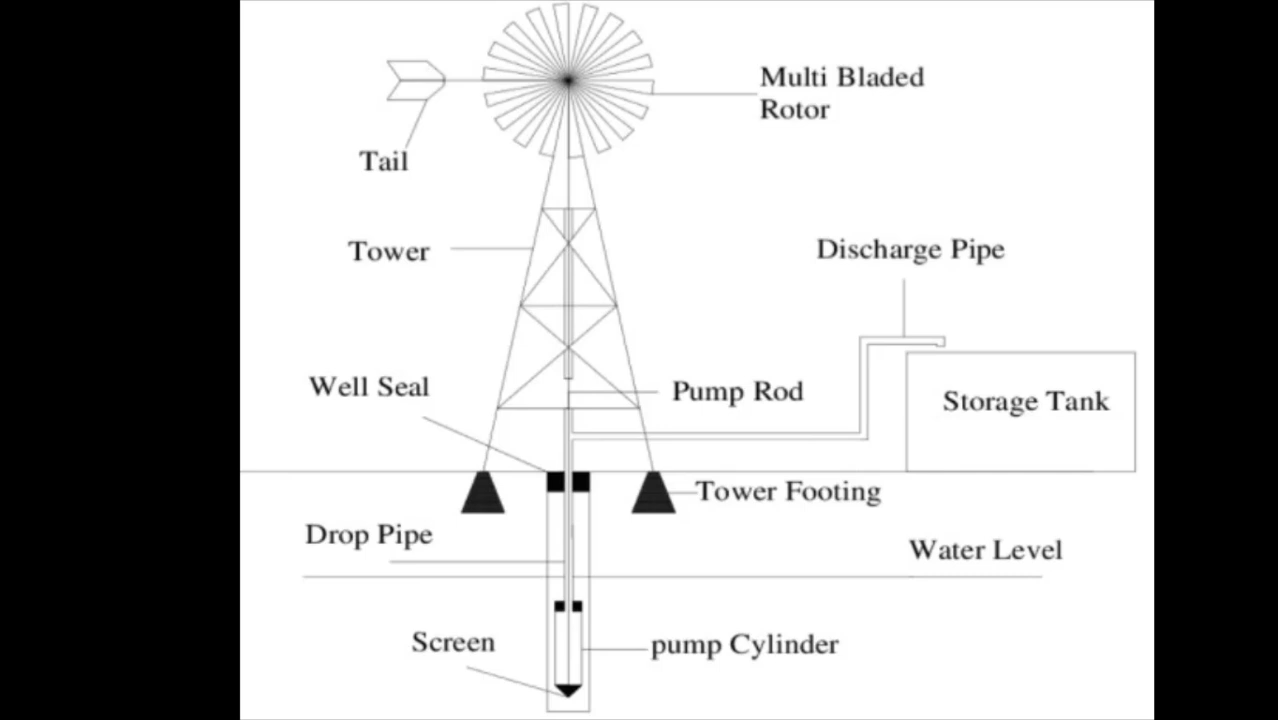 Multi Bladed
Rotor
Tail
Tower
Discharge Pipe
Well Seal
Pump Rod
Storage Tank
Tower Footing
Drop Pipe
Water Level
Screen
pump Cylinder